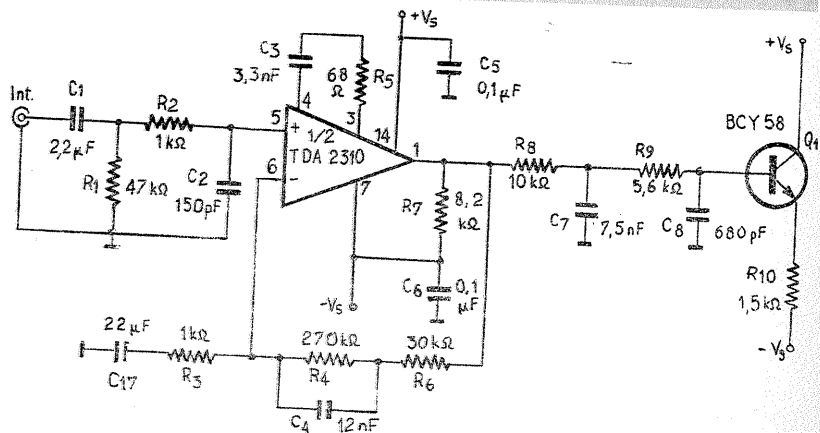 +Vs
+Vs
C3
3,3nF
68
Ω
R5
C5
0,1µF
Int.
C1
2,2µF
R2
1kΩ
R1
47kΩ
C2
150pF
4
3
14
5
+
1/2
TDA 2310
6
-
7
1
R7
8,2
kΩ
C6
0,1
µF
-Vs
R8
10kΩ
C7
7,5nF
R9
5,6kΩ
C8
680pF
BCY 58
Q1
R10
1,5kΩ
-Vs
22µF
C17
1kΩ
R3
270kΩ
R4
30kΩ
R6
C4
12nF